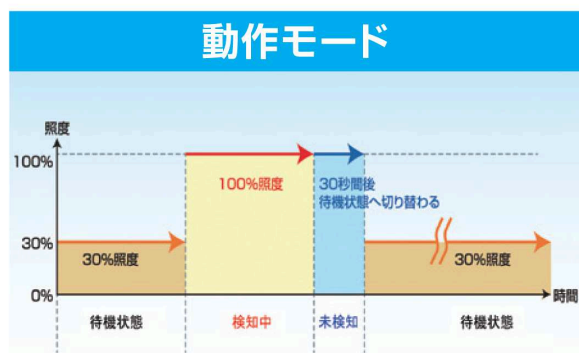 動作モード
照度
100%
100%照度
30秒間後
待機状態へ切り替わる
30%
30%照度
30%照度
0%
時間
待機状態
検知中
未検知
待機状態